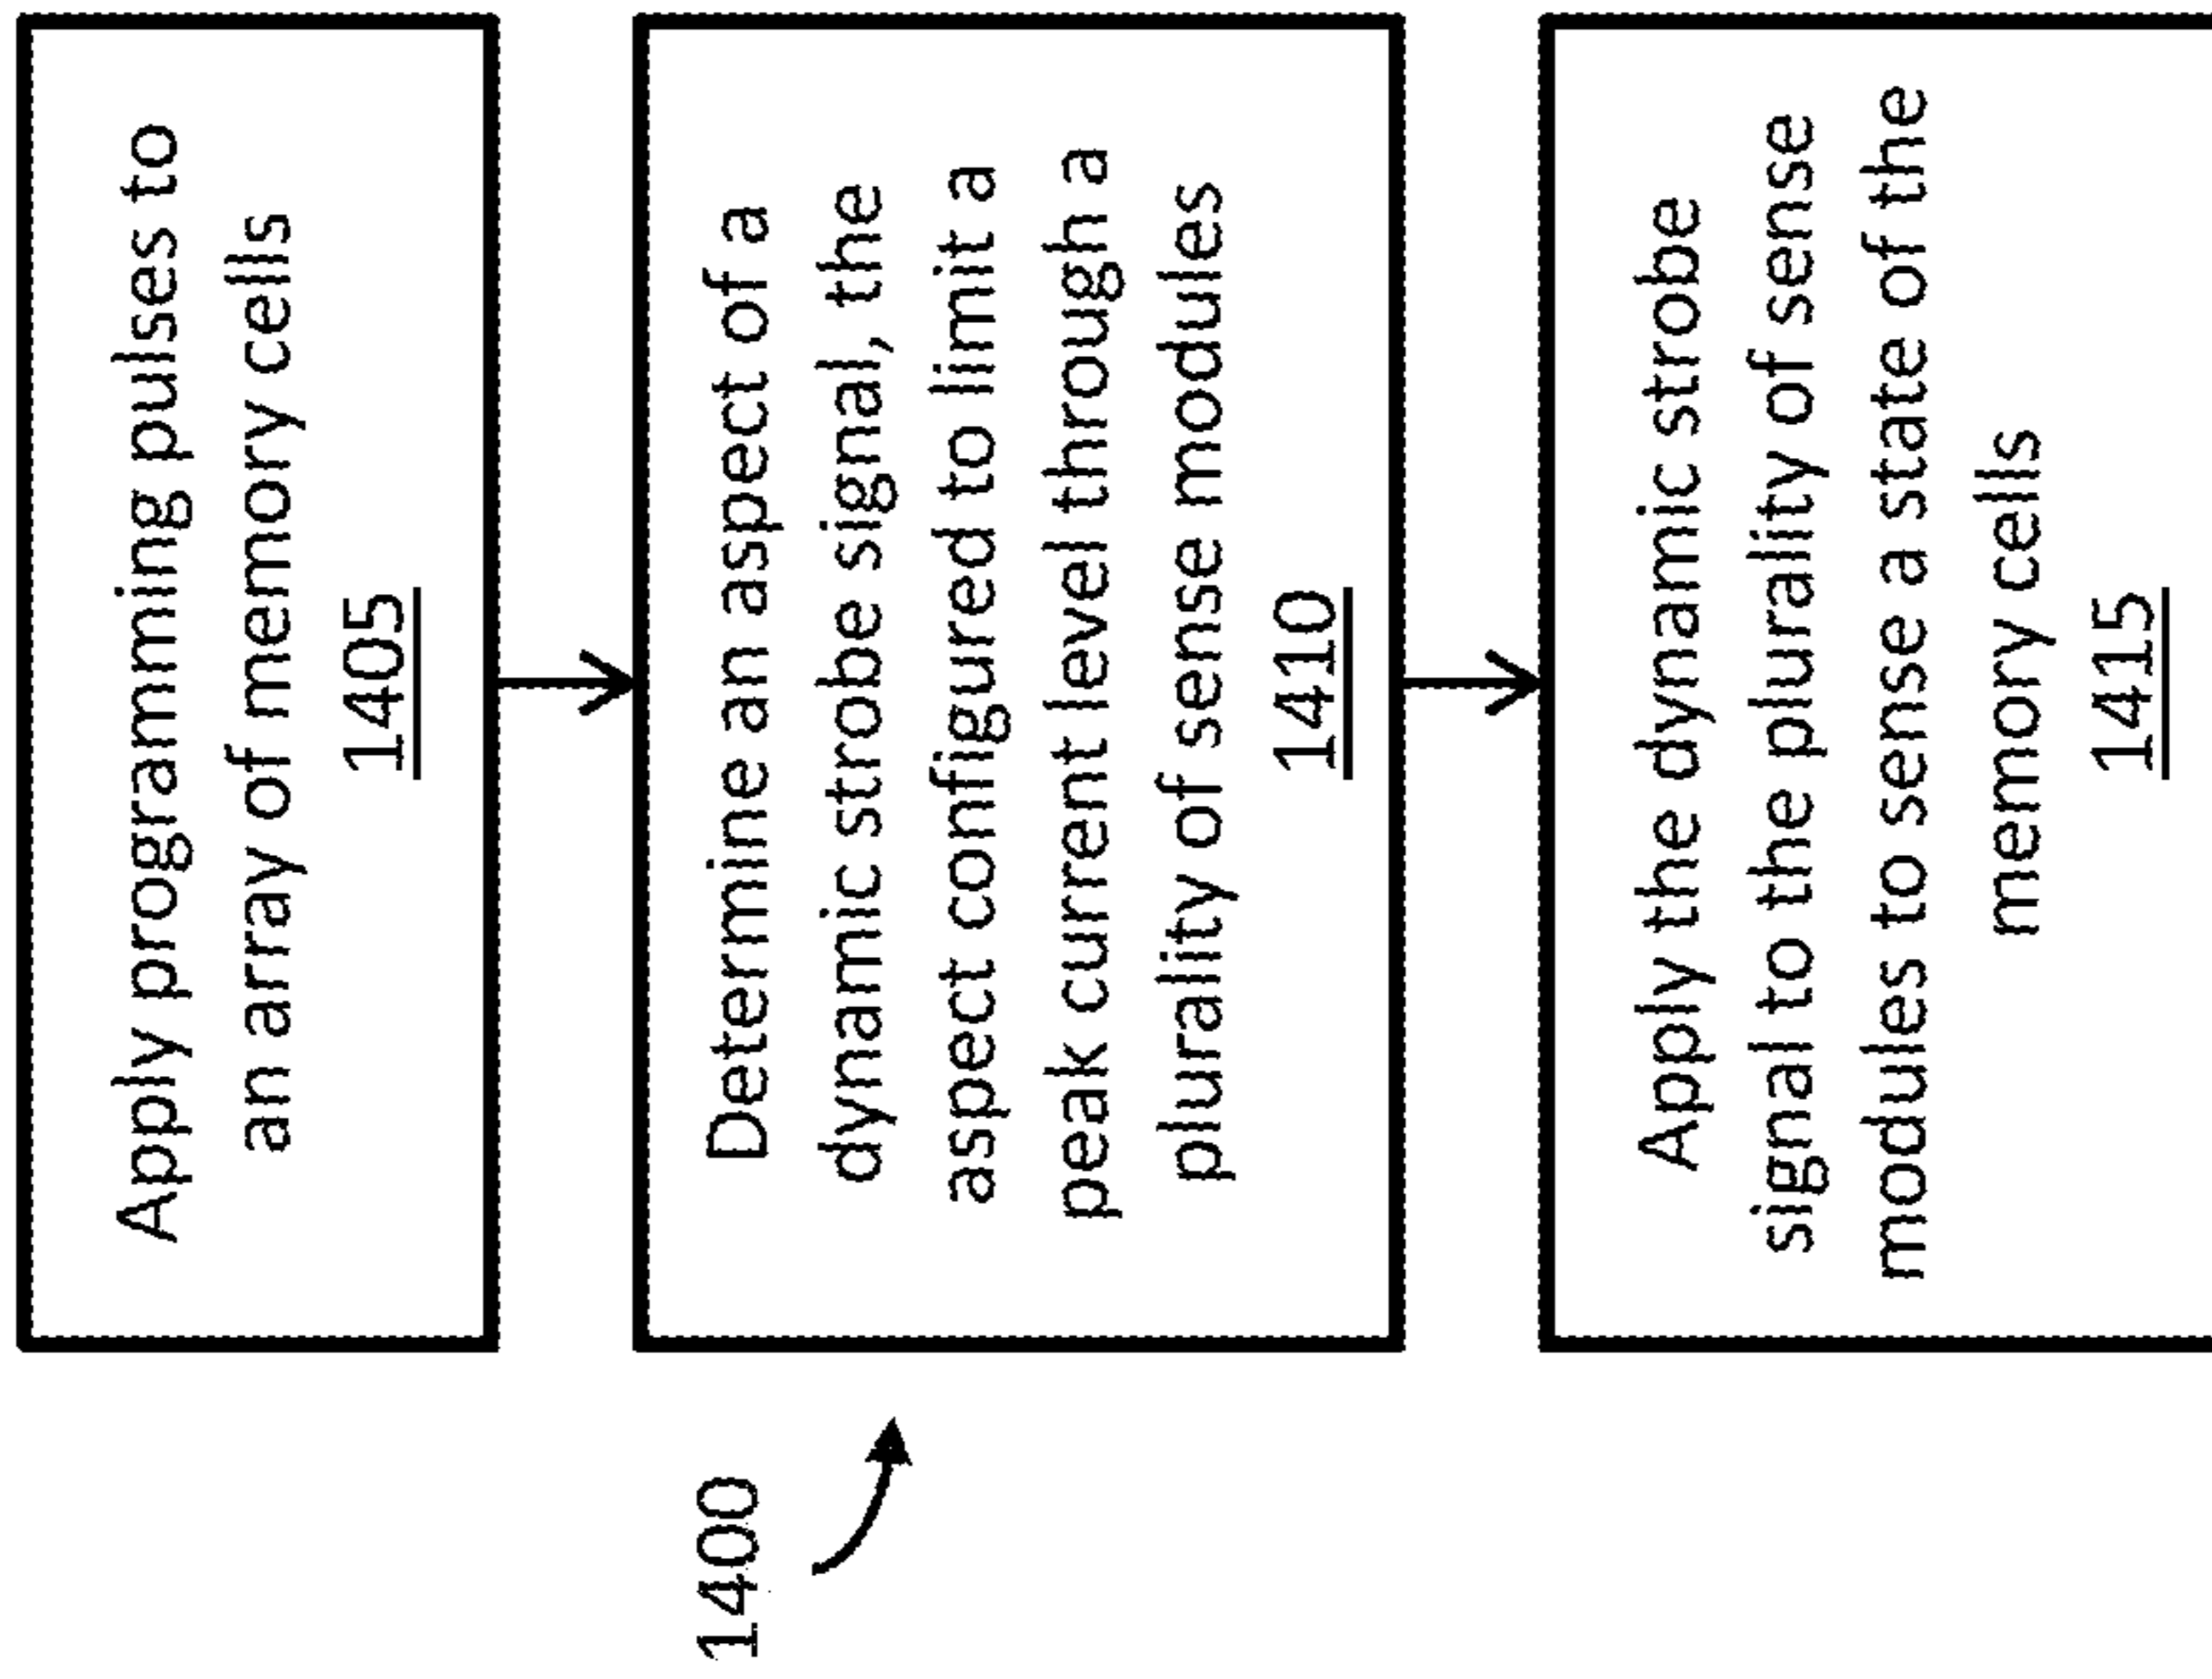 1400
Apply programming pulses to
an array of memory cells
1405
Determine an aspect of a
dynamic strobe signal, the
aspect configured to limit a
peak current level through a
plurality of sense modules
1410
Apply the dynamic strobe
signal to the plurality of sense
modules to sense a state of the
memory cells
1415